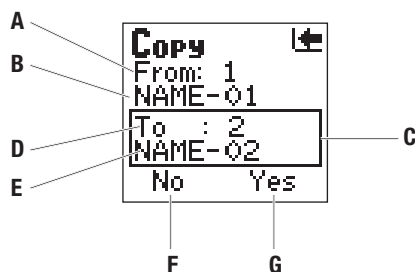 A
Copy
From: 1
B
NAME-01
To : 2
C
D
NAME-02
E
No Yes
F G